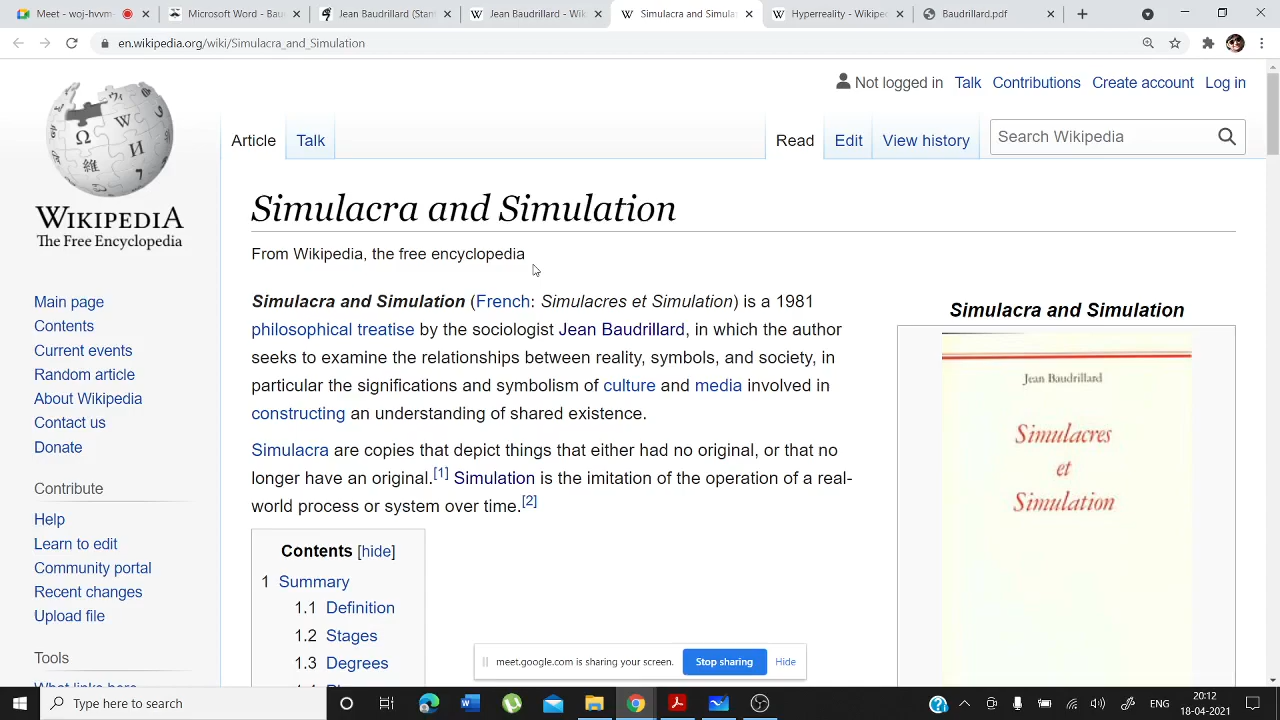 Meet - woj-hvm
Microsoft Word - Bau
Jean Baudrillard (Stan
Jean Baudrillard - Wik
Simulacra and Simula
Hyperreality - Wikipe
Baudrillard.pdf
en.wikipedia.org/wiki/Simulacra_and_Simulation
Not logged in Talk Contributions Create account Log in
Article Talk Read Edit View history Search Wikipedia
WIKIPEDIA
The Free Encyclopedia
Simulacra and Simulation
From Wikipedia, the free encyclopedia
Main page
Contents
Current events
Random article
About Wikipedia
Contact us
Donate
Contribute
Help
Learn to edit
Community portal
Recent changes
Upload file
Tools
What links here
Simulacra and Simulation (French: Simulacres et Simulation) is a 1981
philosophical treatise by the sociologist Jean Baudrillard, in which the author
seeks to examine the relationships between reality, symbols, and society, in
particular the significations and symbolism of culture and media involved in
constructing an understanding of shared existence.
Simulacra are copies that depict things that either had no original, or that no
longer have an original.[1] Simulation is the imitation of the operation of a real-
world process or system over time.[2]
Contents [hide]
1 Summary
1.1 Definition
1.2 Stages
1.3 Degrees
Simulacra and Simulation
Jean Baudrillard
Simulacres
et
Simulation
meet.google.com is sharing your screen. Stop sharing Hide
Type here to search
ENG
20:12
18-04-2021